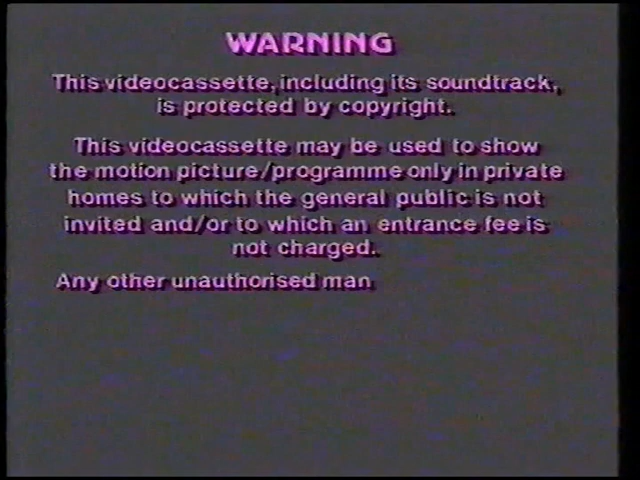 WARNING
This videocassette, including its soundtrack,
is protected by copyright.
This videocassette may be used to show
the motion picture/programme only in private
homes to which the general public is not
invited and/or to which an entrance fee is
not charged.
Any other unauthorised man